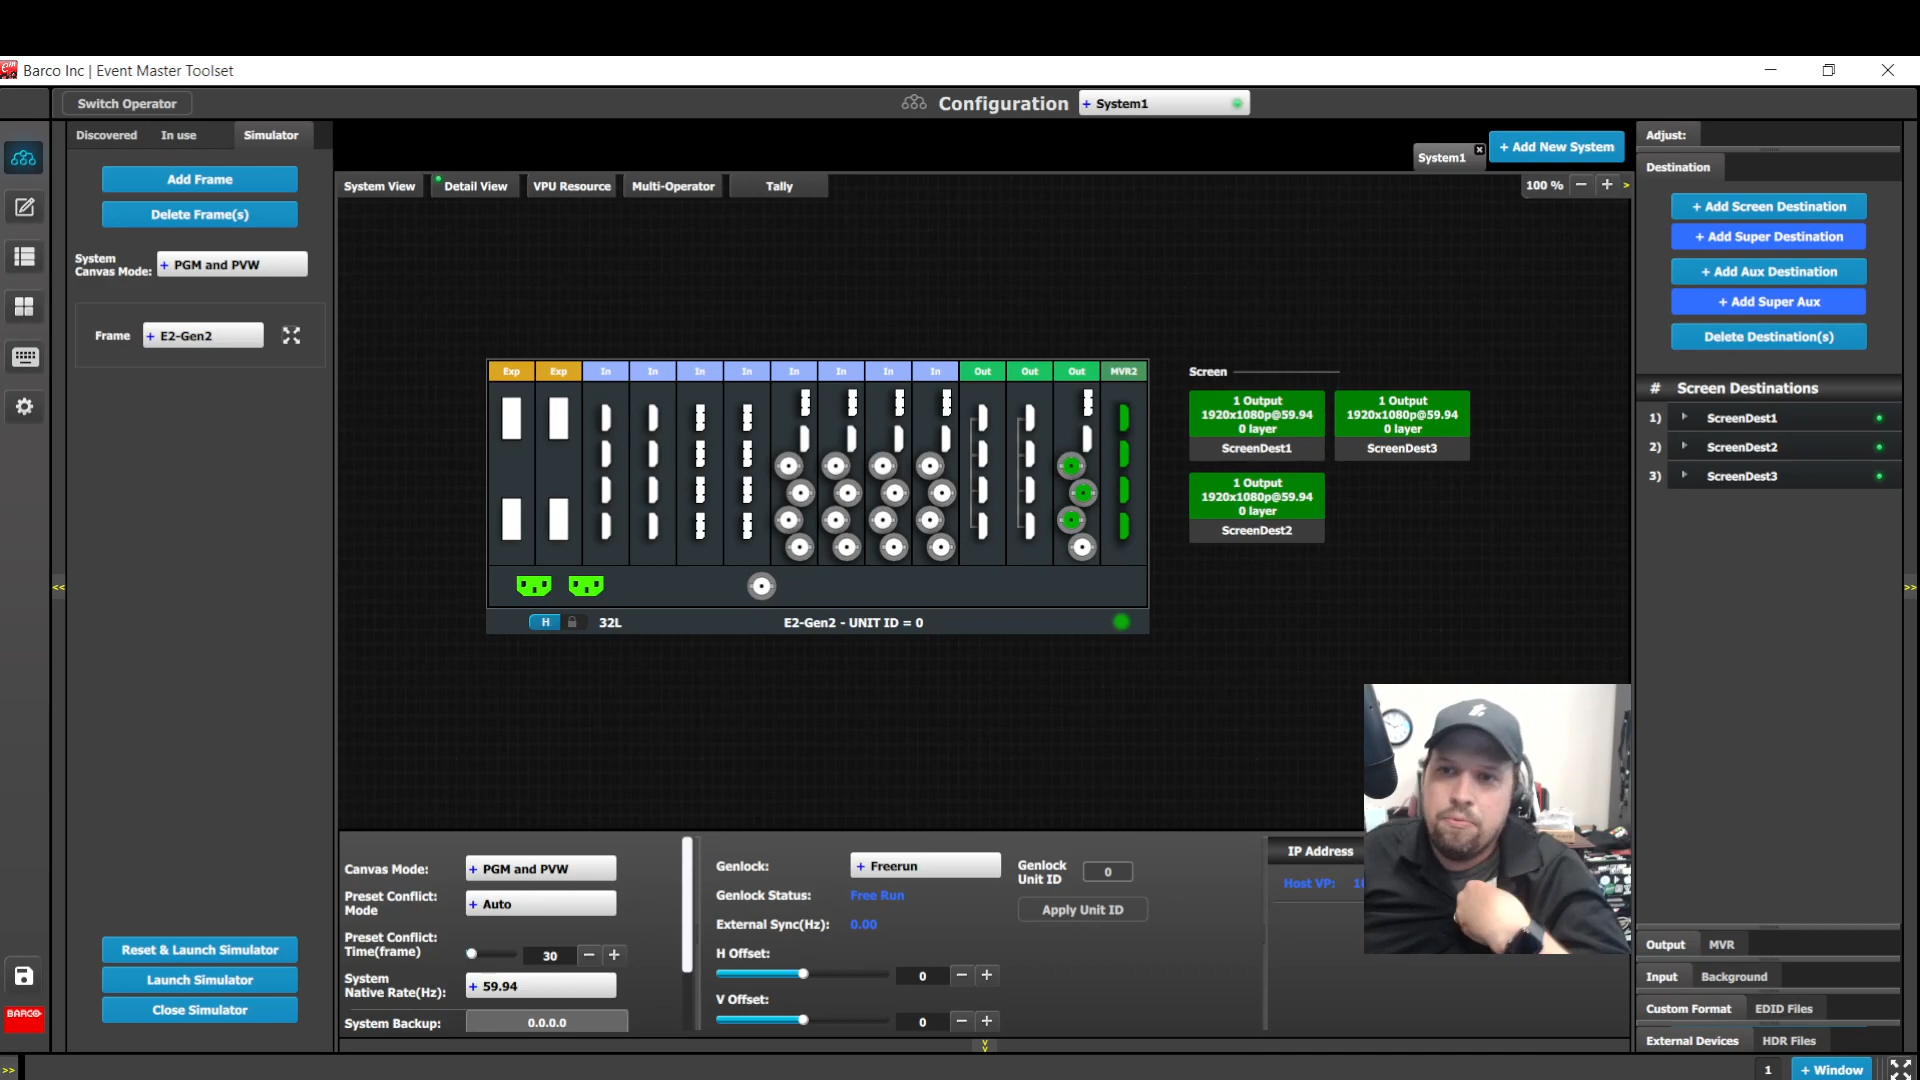 Barco Inc | Event Master Toolset
Switch Operator
Configuration
+ System1
Discovered
In use
Simulator
System1
+ Add New System
Adjust:
Add Frame
Delete Frame(s)
System
Canvas Mode:
+ PGM and PVW
Frame
+ E2-Gen2
System View
Detail View
VPU Resource
Multi-Operator
Tally
100 %
Destination
+ Add Screen Destination
+ Add Super Destination
+ Add Aux Destination
+ Add Super Aux
Delete Destination(s)
# Screen Destinations
1) ScreenDest1
2) ScreenDest2
3) ScreenDest3
Exp
Exp
In
In
In
In
In
In
In
In
Out
Out
Out
MVR2
H
32L
E2-Gen2 - UNIT ID = 0
Screen
1 Output
1920x1080p@59.94
0 layer
ScreenDest1
1 Output
1920x1080p@59.94
0 layer
ScreenDest3
1 Output
1920x1080p@59.94
0 layer
ScreenDest2
Canvas Mode:
+ PGM and PVW
Preset Conflict:
Mode
+ Auto
Preset Conflict:
Time(frame)
30
System
Native Rate(Hz):
+ 59.94
System Backup:
0.0.0.0
Genlock:
+ Freerun
Genlock Status:
Free Run
External Sync(Hz):
0.00
H Offset:
0
V Offset:
0
Genlock
Unit ID
0
Apply Unit ID
IP Address
Host VP:
Reset & Launch Simulator
Launch Simulator
Close Simulator
BARCO
Output
MVR
Input
Background
Custom Format
EDID Files
External Devices
HDR Files
1
+ Window